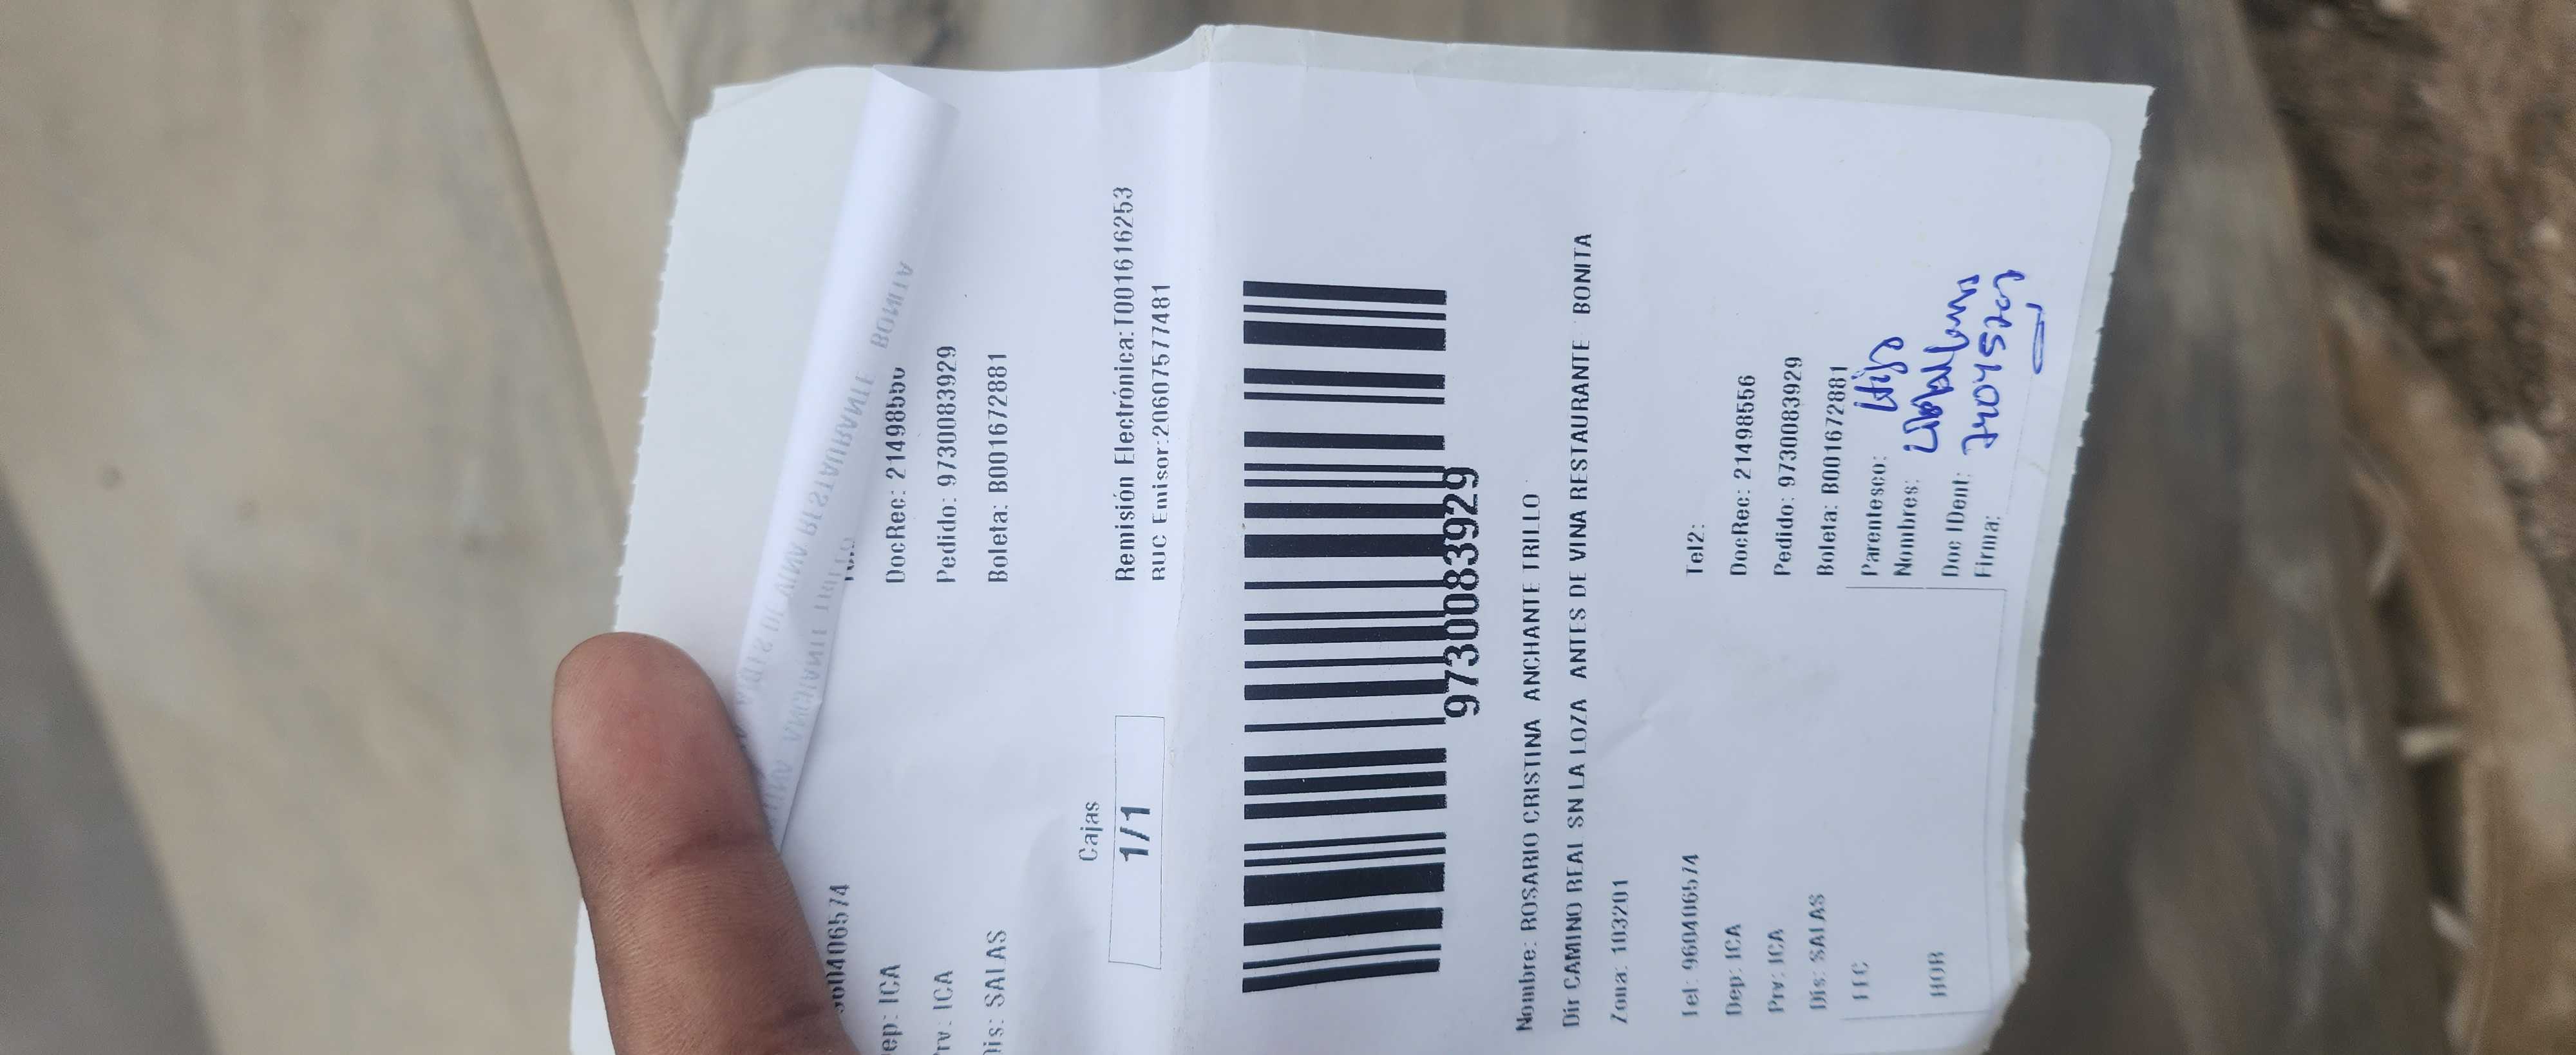 DocRec: 21498556
Pedido: 9730083929
Boleta: B001672881
ep: ICA
rv: ICA
Dis: SALAS
Cajas
1/1
Remisión Electrónica:T001616253
RUC Emisor:20607577481
9730083929
Nombre: ROSARIO CRISTINA ANCHANTE TRILLO
Dir CAMINO REAL SN LA LOZA ANTES DE VINA RESTAURANTE BONITA
Zona: 103201
Tel: 960406574
Tel2:
Dep: ICA
DocRec: 21498556
Prv: ICA
Pedido: 9730083929
Dis: SALAS
Boleta: B001672881
FEC
Parentesco: Hijo
Nombres:
HOR
Doc IDent:
Firma: